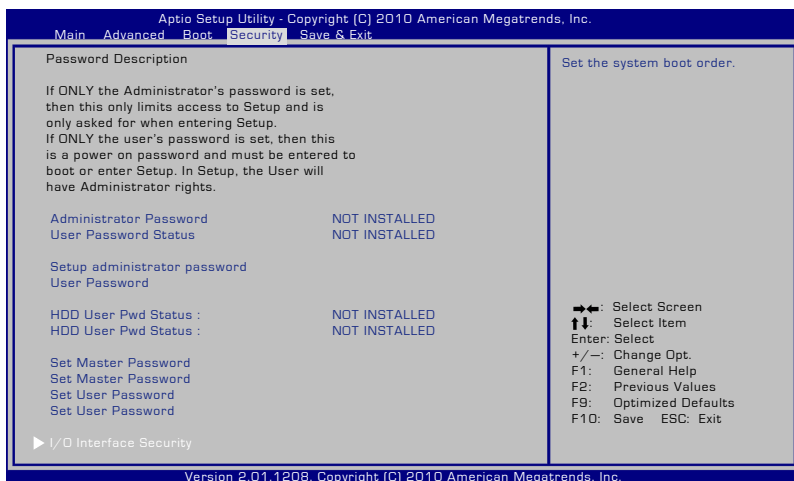 Aptio Setup Utility - Copyright (C) 2010 American Megatrends, Inc.
Main Advanced Boot Security Save & Exit
Password Description
If ONLY the Administrator's password is set,
then this only limits access to Setup and is
only asked for when entering Setup.
If ONLY the user's password is set, then this
is a power on password and must be entered to
boot or enter Setup. In Setup, the User will
have Administrator rights.
Administrator Password NOT INSTALLED
User Password Status NOT INSTALLED
Setup administrator password
User Password
HDD User Pwd Status : NOT INSTALLED
HDD User Pwd Status : NOT INSTALLED
Set Master Password
Set Master Password
Set User Password
Set User Password
I/O Interface Security
Set the system boot order.
→←: Select Screen
↑↓: Select Item
Enter: Select
+/–: Change Opt.
F1: General Help
F2: Previous Values
F9: Optimized Defaults
F10: Save ESC: Exit
Version 2.01.1208. Copyright (C) 2010 American Megatrends, Inc.